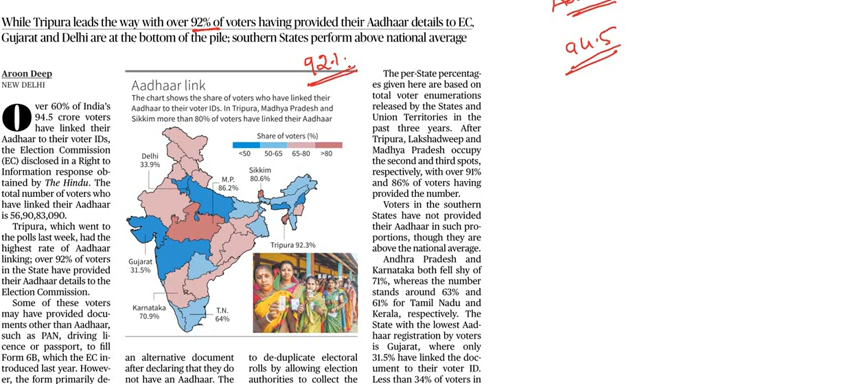 While Tripura leads the way with over 92% of voters having provided their Aadhaar details to EC,
Gujarat and Delhi are at the bottom of the pile; southern States perform above national average
94.5
92%
Aroon Deep
NEW DELHI
Over 60% of India's
94.5 crore voters
have linked their
Aadhaar to their voter IDs,
the Election Commission
(EC) disclosed in a Right to
Information response ob-
tained by The Hindu. The
total number of voters who
have linked their Aadhaar
is 56,90,83,090.
Tripura, which went to
the polls last week, had the
highest rate of Aadhaar
linking; over 92% of voters
in the State have provided
their Aadhaar details to the
Election Commission.
Some of these voters
may have provided docu-
ments other than Aadhaar,
such as PAN, driving li-
cence or passport, to fill
Form 6B, which the EC in-
troduced last year. Howev-
er, the form primarily de-
Aadhaar link
The chart shows the share of voters who have linked their
Aadhaar to their voter IDs. In Tripura, Madhya Pradesh and
Sikkim more than 80% of voters have linked their Aadhaar
Share of voters (%)
<50 50-65 65-80 >80
Delhi
33.9%
M.P.
86.2%
Sikkim
80.6%
Tripura 92.3%
Gujarat
31.5%
Karnataka
70.9%
T.N.
64%
an alternative document
after declaring that they do
not have an Aadhaar. The
to de-duplicate electoral
rolls by allowing election
authorities to collect the
The per-State percentag-
es given here are based on
total voter enumerations
released by the States and
Union Territories in the
past three years. After
Tripura, Lakshadweep and
Madhya Pradesh occupy
the second and third spots,
respectively, with over 91%
and 86% of voters having
provided the number.
Voters in the southern
States have not provided
their Aadhaar in such pro-
portions, though they are
above the national average.
Andhra Pradesh and
Karnataka both fell shy of
71%, whereas the number
stands around 63% and
61% for Tamil Nadu and
Kerala, respectively. The
State with the lowest Aad-
haar registration by voters
is Gujarat, where only
31.5% have linked the doc-
ument to their voter ID.
Less than 34% of voters in